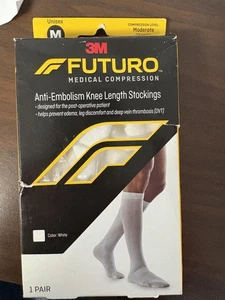 Unisex
M
COMPRESSION LEVEL
Moderate
3M
FUTURO
MEDICAL COMPRESSION
Anti-Embolism Knee Length Stockings
• designed for the post-operative patient
• helps prevent edema, leg discomfort and deep vein thrombosis (DVT)
Color: White
1 PAIR